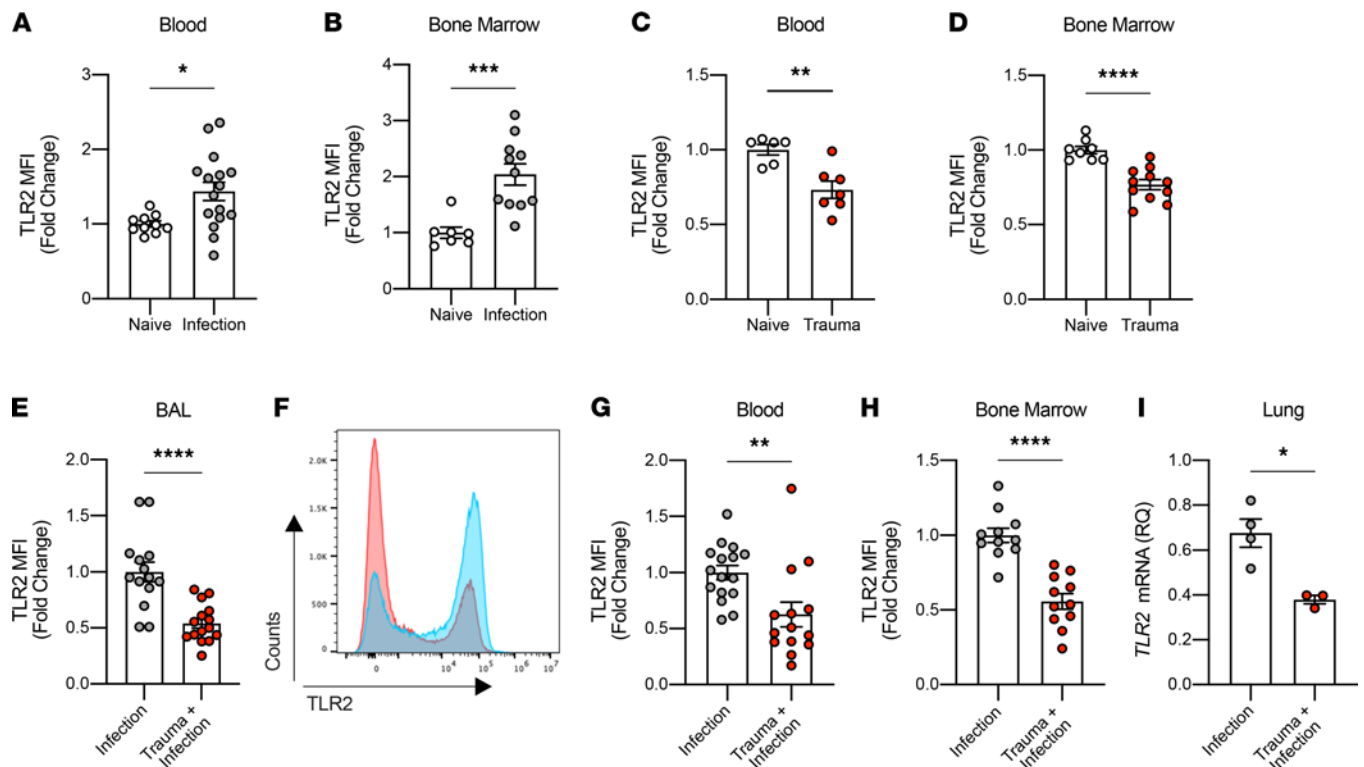 A
Blood
*
3
2
1
0
TLR2 MFI
(Fold Change)
Naive Infection
B
Bone Marrow
***
4
3
2
1
0
TLR2 MFI
(Fold Change)
Naive Infection
C
Blood
**
1.5
1.0
0.5
0.0
TLR2 MFI
(Fold Change)
Naive Trauma
D
Bone Marrow
****
1.5
1.0
0.5
0.0
TLR2 MFI
(Fold Change)
Naive Trauma
E
BAL
****
2.0
1.5
1.0
0.5
0.0
TLR2 MFI
(Fold Change)
Infection
Trauma +
Infection
F
2.0K
1.5K
1.0K
500
0
0 10⁴ 10⁵ 10⁶ 10⁷
Counts
TLR2
G
Blood
**
2.0
1.5
1.0
0.5
0.0
TLR2 MFI
(Fold Change)
Infection
Trauma +
Infection
H
Bone Marrow
****
1.5
1.0
0.5
0.0
TLR2 MFI
(Fold Change)
Infection
Trauma +
Infection
I
Lung
*
1.0
0.8
0.6
0.4
0.2
0.0
TLR2 mRNA (RQ)
Infection
Trauma +
Infection